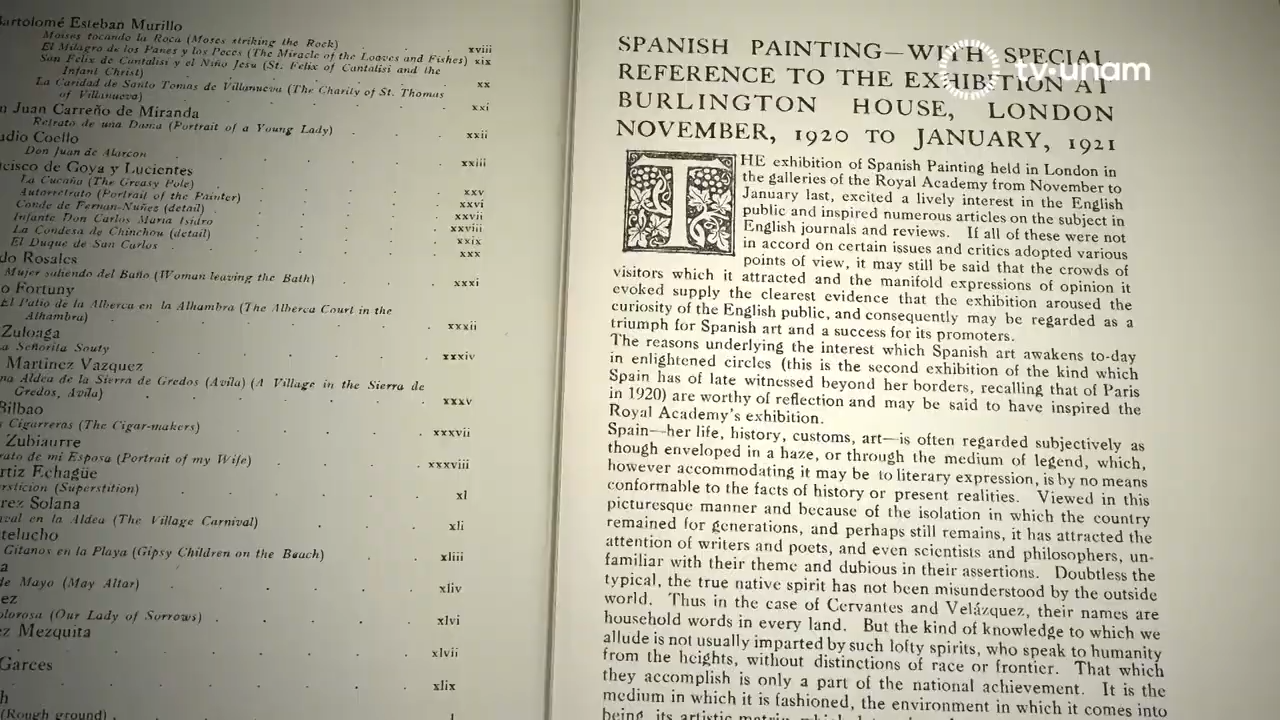 Bartolomé Esteban Murillo
Moises tocando la Roca (Moses striking the Rock) xviii
El Milagro de los Panes y los Peces (The Miracle of the Loaves and Fishes) xix
San Felix de Cantalisi y el Niño Jesu (St. Felix of Cantalisi and the
Infant Christ) xx
La Caridad de Santo Tomas de Villanueva (The Charity of St. Thomas
of Villanueva) xxi
Juan Carreño de Miranda
Retrato de una Dama (Portrait of a Young Lady) xxii
Coello
Don Juan de Alarcon xxiii
de Goya y Lucientes
La Cucaña (The Greasy Pole) xxv
Autorretrato (Portrait of the Painter) xxvi
Conde de Fernan-Nuñez (detail) xxvii
Infante Don Carlos Maria Isidro xxviii
La Condesa de Chinchou (detail) xxix
El Duque de San Carlos xxx
Rosales
Mujer saliendo del Baño (Woman leaving the Bath) xxxi
Fortuny
El Patio de la Alberca en la Alhambra (The Alberca Court in the
Alhambra) xxxii
Zuloaga
Señorita Souty xxxiv
Martinez Vazquez
Aldea de la Sierra de Gredos (Avila) (A Village in the Sierra de
Gredos, Avila) xxxv
Bilbao
Cigarreras (The Cigar-makers) xxxvii
Zubiaurre
de mi Esposa (Portrait of my Wife) xxxviii
Echagüe
(Superstition) xl
Solana
en la Aldea (The Village Carnival) xli
Gitanos en la Playa (Gipsy Children on the Beach) xliii
de Mayo (May Altar) xliv
(Our Lady of Sorrows) xlvi
Mezquita
xlvii
Garces
xlix
(Rough ground) l
SPANISH PAINTING—WITH SPECIAL
REFERENCE TO THE EXHIBITION AT
BURLINGTON HOUSE, LONDON
NOVEMBER, 1920 TO JANUARY, 1921
tv·unam
THE exhibition of Spanish Painting held in London in
the galleries of the Royal Academy from November to
January last, excited a lively interest in the English
public and inspired numerous articles on the subject in
English journals and reviews. If all of these were not
in accord on certain issues and critics adopted various
points of view, it may still be said that the crowds of
visitors which it attracted and the manifold expressions of opinion it
evoked supply the clearest evidence that the exhibition aroused the
curiosity of the English public, and consequently may be regarded as a
triumph for Spanish art and a success for its promoters.
The reasons underlying the interest which Spanish art awakens to-day
in enlightened circles (this is the second exhibition of the kind which
Spain has of late witnessed beyond her borders, recalling that of Paris
in 1920) are worthy of reflection and may be said to have inspired the
Royal Academy's exhibition.
Spain—her life, history, customs, art—is often regarded subjectively as
though enveloped in a haze, or through the medium of legend, which,
however accommodating it may be to literary expression, is by no means
conformable to the facts of history or present realities. Viewed in this
picturesque manner and because of the isolation in which the country
remained for generations, and perhaps still remains, it has attracted the
attention of writers and poets, and even scientists and philosophers, un-
familiar with their theme and dubious in their assertions. Doubtless the
typical, the true native spirit has not been misunderstood by the outside
world. Thus in the case of Cervantes and Velázquez, their names are
household words in every land. But the kind of knowledge to which we
allude is not usually imparted by such lofty spirits, who speak to humanity
from the heights, without distinctions of race or frontier. That which
they accomplish is only a part of the national achievement. It is the
medium in which it is fashioned, the environment in which it comes into
being, its artistic